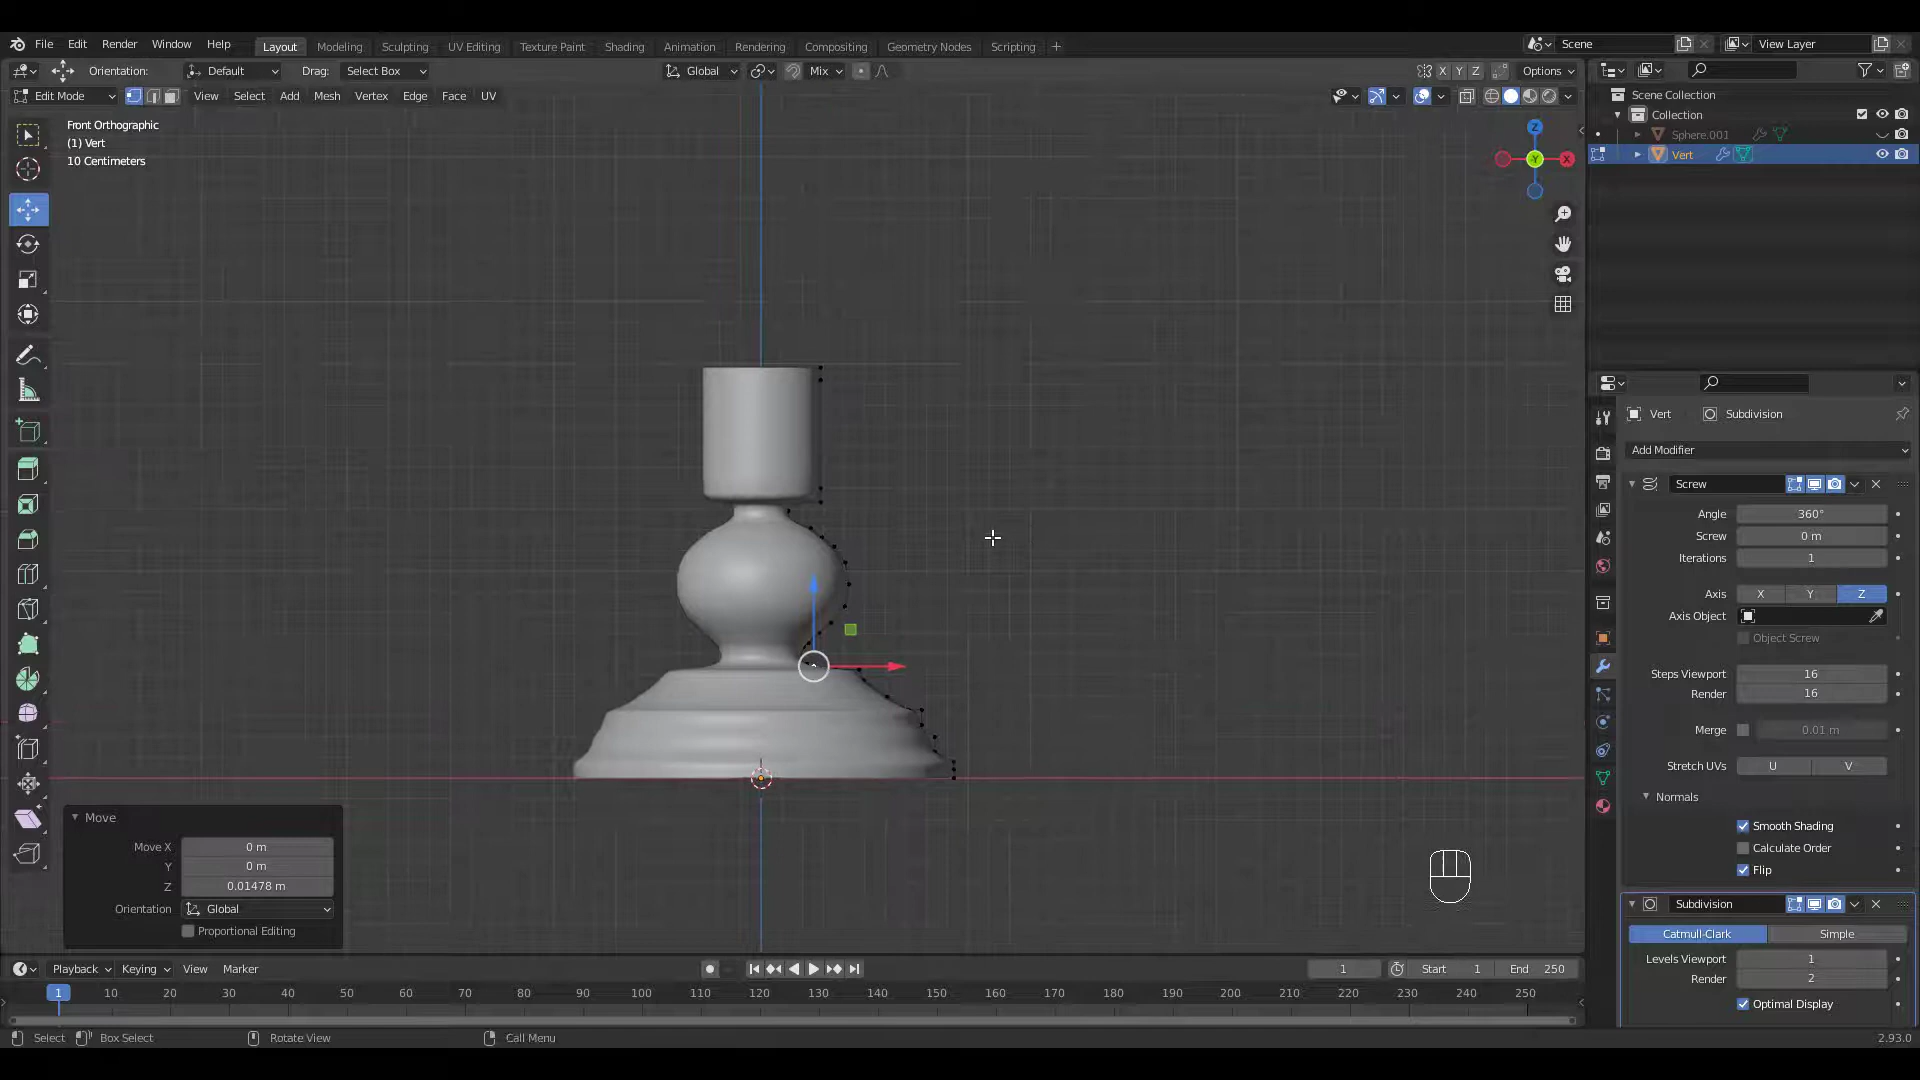 File Edit Render Window Help Layout Modeling Sculpting UV Editing Texture Paint Shading Animation Rendering Compositing Geometry Nodes Scripting + Scene View Layer
Orientation: Default Drag: Select Box Global Mix X Y Z Options
Edit Mode View Select Add Mesh Vertex Edge Face UV
Scene Collection
Collection
Sphere.001
Vert
Front Orthographic
(1) Vert
10 Centimeters
Z
Y
X
Vert Subdivision
Add Modifier
Screw
Angle 360°
Screw 0 m
Iterations 1
Axis X Y Z
Axis Object
Object Screw
Steps Viewport 16
Render 16
Merge 0.01 m
Stretch UVs U V
Normals
Smooth Shading
Calculate Order
Flip
Subdivision
Catmull-Clark Simple
Levels Viewport 1
Render 2
Optimal Display
Move
Move X 0 m
Y 0 m
Z 0.01478 m
Orientation Global
Proportional Editing
Playback Keying View Marker 1 Start 1 End 250
1 10 20 30 40 50 60 70 80 90 100 110 120 130 140 150 160 170 180 190 200 210 220 230 240 250
Select Box Select Rotate View Call Menu 2.93.0